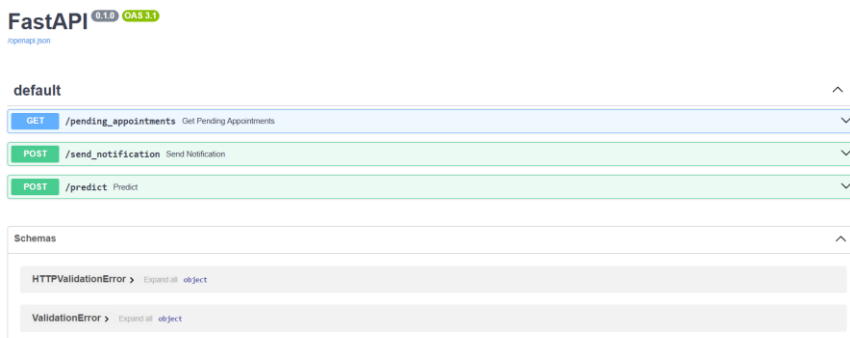 FastAPI 0.1.0 OAS 3.1
/openapi.json
default
GET /pending_appointments Get Pending Appointments
POST /send_notification Send Notification
POST /predict Predict
Schemas
HTTPValidationError Expand all object
ValidationError Expand all object